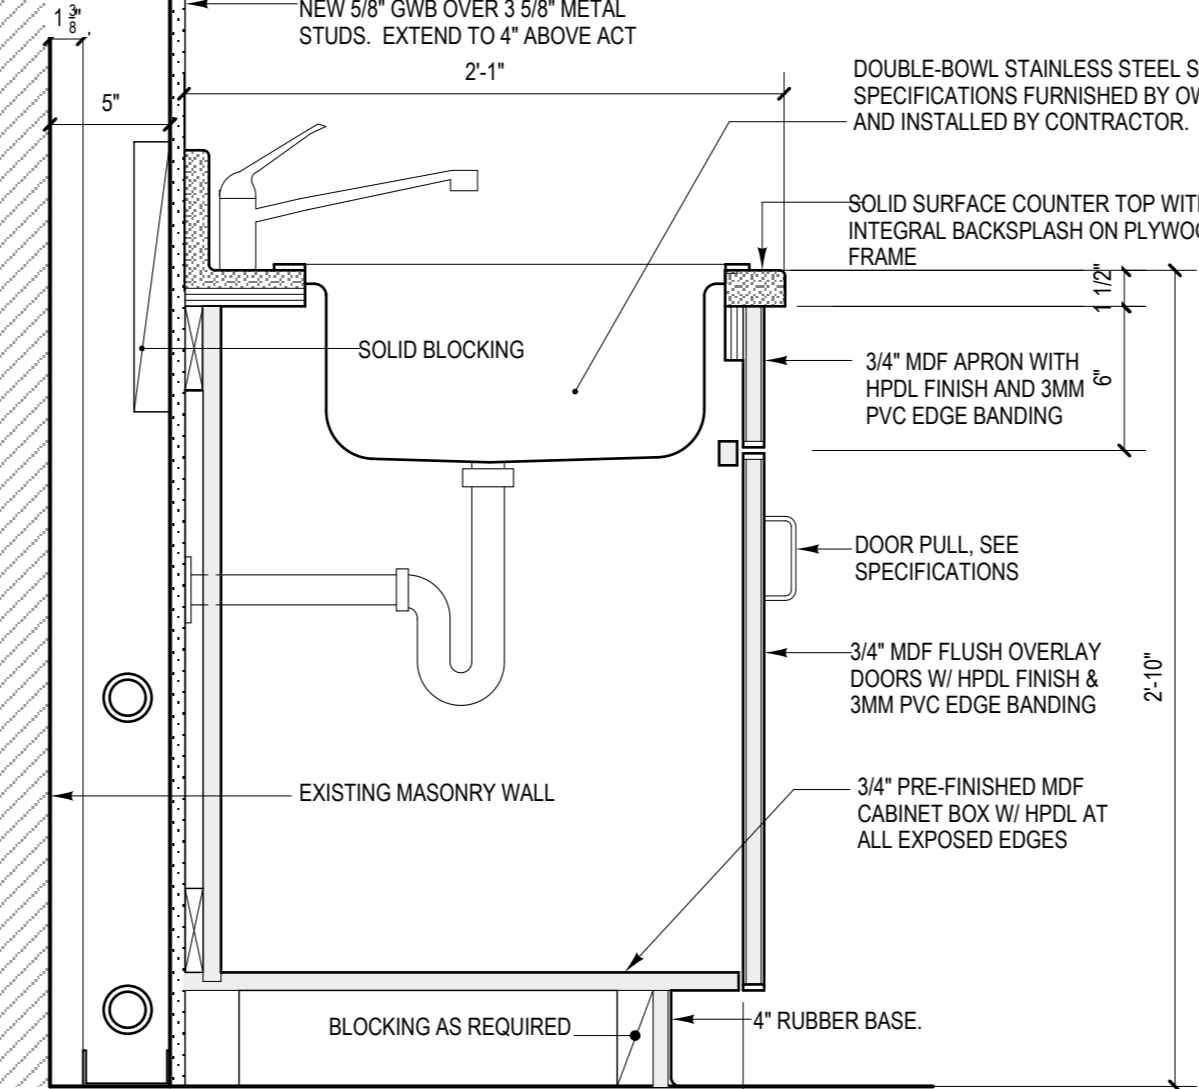 NEW 5/8" GWB OVER 3 5/8" METAL
STUDS. EXTEND TO 4" ABOVE ACT
1 3/8"
2'-1"
5"
DOUBLE-BOWL STAINLESS STEEL S
SPECIFICATIONS FURNISHED BY OW
AND INSTALLED BY CONTRACTOR.
SOLID SURFACE COUNTER TOP WITH
INTEGRAL BACKSPLASH ON PLYWOO
FRAME
1 1/2"
SOLID BLOCKING
3/4" MDF APRON WITH
HPDL FINISH AND 3MM
PVC EDGE BANDING
6"
DOOR PULL, SEE
SPECIFICATIONS
3/4" MDF FLUSH OVERLAY
DOORS W/ HPDL FINISH &
3MM PVC EDGE BANDING
2'-10"
EXISTING MASONRY WALL
3/4" PRE-FINISHED MDF
CABINET BOX W/ HPDL AT
ALL EXPOSED EDGES
BLOCKING AS REQUIRED
4" RUBBER BASE.